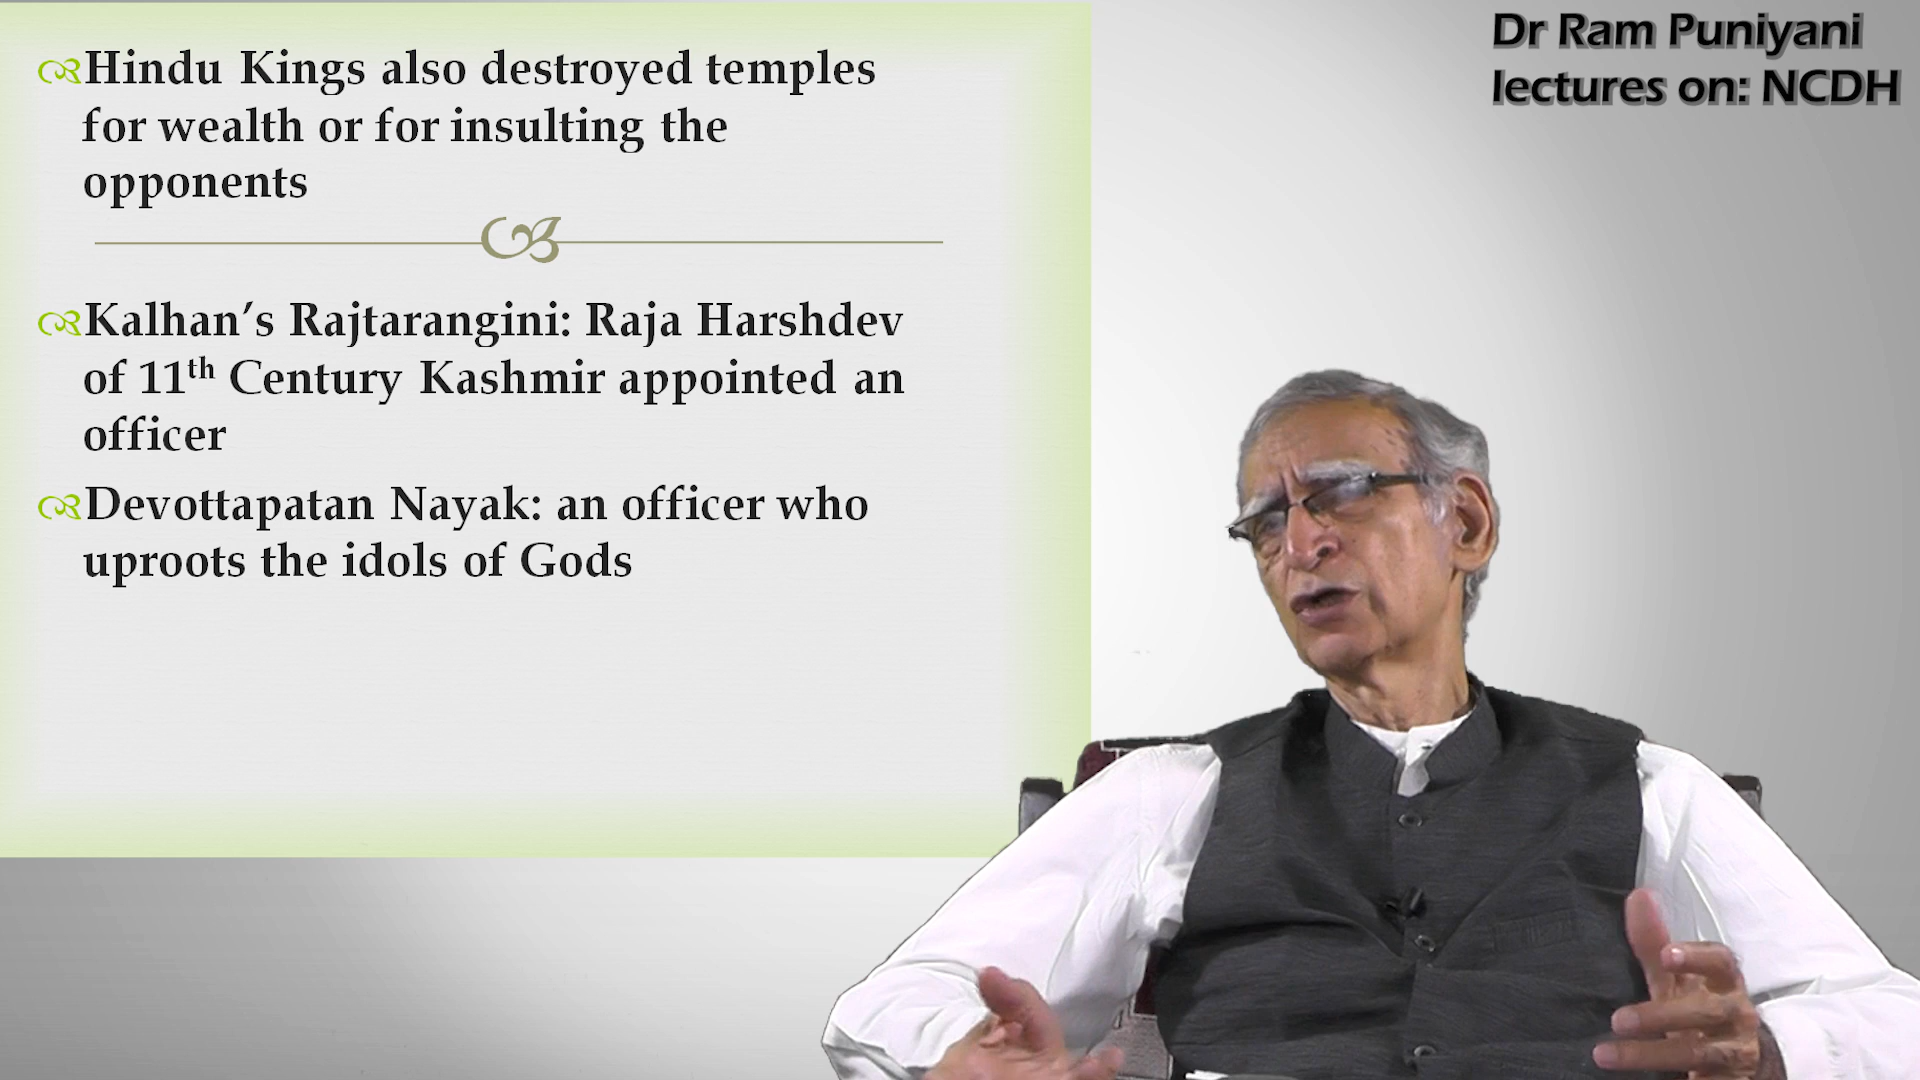 Hindu Kings also destroyed temples
for wealth or for insulting the
opponents
Kalhan’s Rajtarangini: Raja Harshdev
of 11th Century Kashmir appointed an
officer
Devottapatan Nayak: an officer who
uproots the idols of Gods
Dr Ram Puniyani
lectures on: NCDH